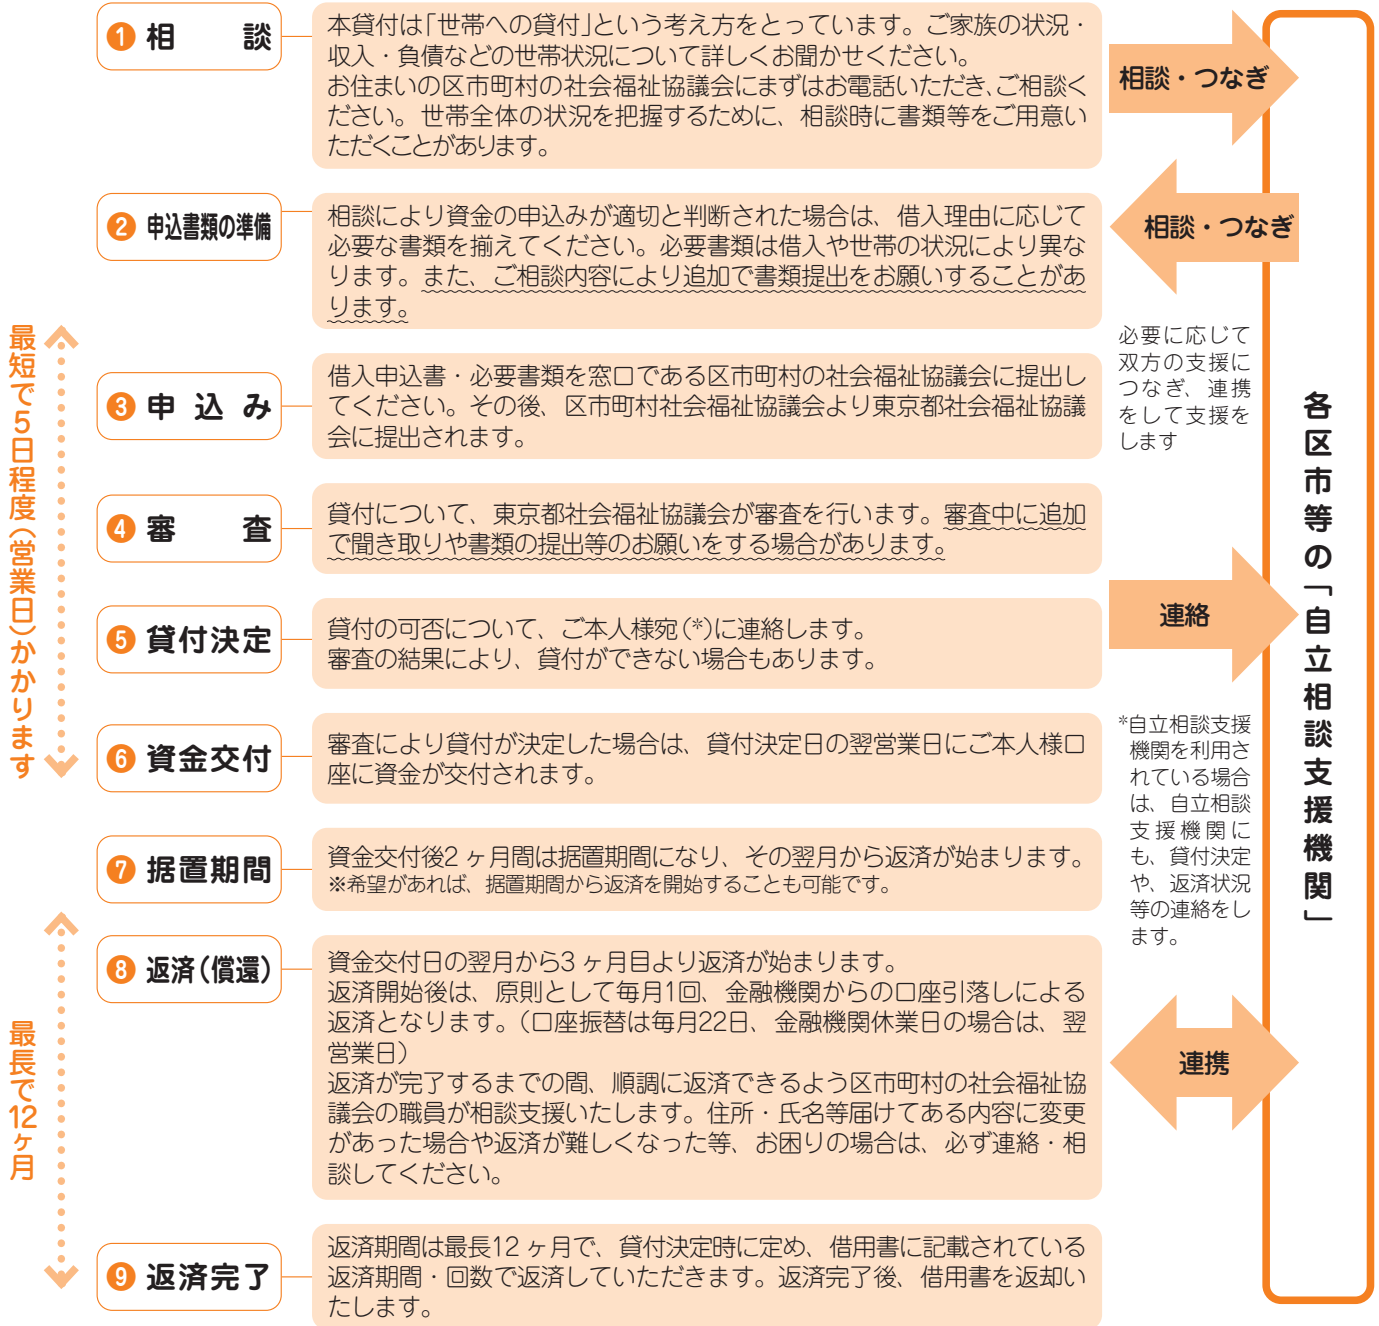 ❶ 相談
本貸付は「世帯への貸付」という考え方をとっています。ご家族の状況・
収入・負債などの世帯状況について詳しくお聞かせください。
お住まいの区市町村の社会福祉協議会にまずはお電話いただき、ご相談く
ださい。世帯全体の状況を把握するために、相談時に書類等をご用意い
ただくことがあります。
相談・つなぎ
❷ 申込書類の準備
相談により資金の申込みが適切と判断された場合は、借入理由に応じて
必要な書類を揃えてください。必要書類は借入や世帯の状況により異な
ります。また、ご相談内容により追加で書類提出をお願いすることがあ
ります。
相談・つなぎ
必要に応じて
双方の支援に
つなぎ、連携
をして支援を
します
最短で5日程度(営業日)かかります
❸ 申込み
借入申込書・必要書類を窓口である区市町村の社会福祉協議会に提出し
てください。その後、区市町村社会福祉協議会より東京都社会福祉協議
会に提出されます。
❹ 審査
貸付について、東京都社会福祉協議会が審査を行います。審査中に追加
で聞き取りや書類の提出等のお願いをする場合があります。
❺ 貸付決定
貸付の可否について、ご本人様宛(*)に連絡します。
審査の結果により、貸付ができない場合もあります。
連絡
*自立相談支援
機関を利用さ
れている場合
は、自立相談
支援機関に
も、貸付決定
や、返済状況
等の連絡をし
ます。
❻ 資金交付
審査により貸付が決定した場合は、貸付決定日の翌営業日にご本人様口
座に資金が交付されます。
❼ 据置期間
資金交付後2ヶ月間は据置期間になり、その翌月から返済が始まります。
※希望があれば、据置期間から返済を開始することも可能です。
最長で12ヶ月
❽ 返済(償還)
資金交付日の翌月から3ヶ月目より返済が始まります。
返済開始後は、原則として毎月1回、金融機関からの口座引落しによる
返済となります。(口座振替は毎月22日、金融機関休業日の場合は、翌
営業日)
返済が完了するまでの間、順調に返済できるよう区市町村の社会福祉協
議会の職員が相談支援いたします。住所・氏名等届けてある内容に変更
があった場合や返済が難しくなった等、お困りの場合は、必ず連絡・相
談してください。
連携
❾ 返済完了
返済期間は最長12ヶ月で、貸付決定時に定め、借用書に記載されている
返済期間・回数で返済していただきます。返済完了後、借用書を返却い
たします。
各区市等の「自立相談支援機関」